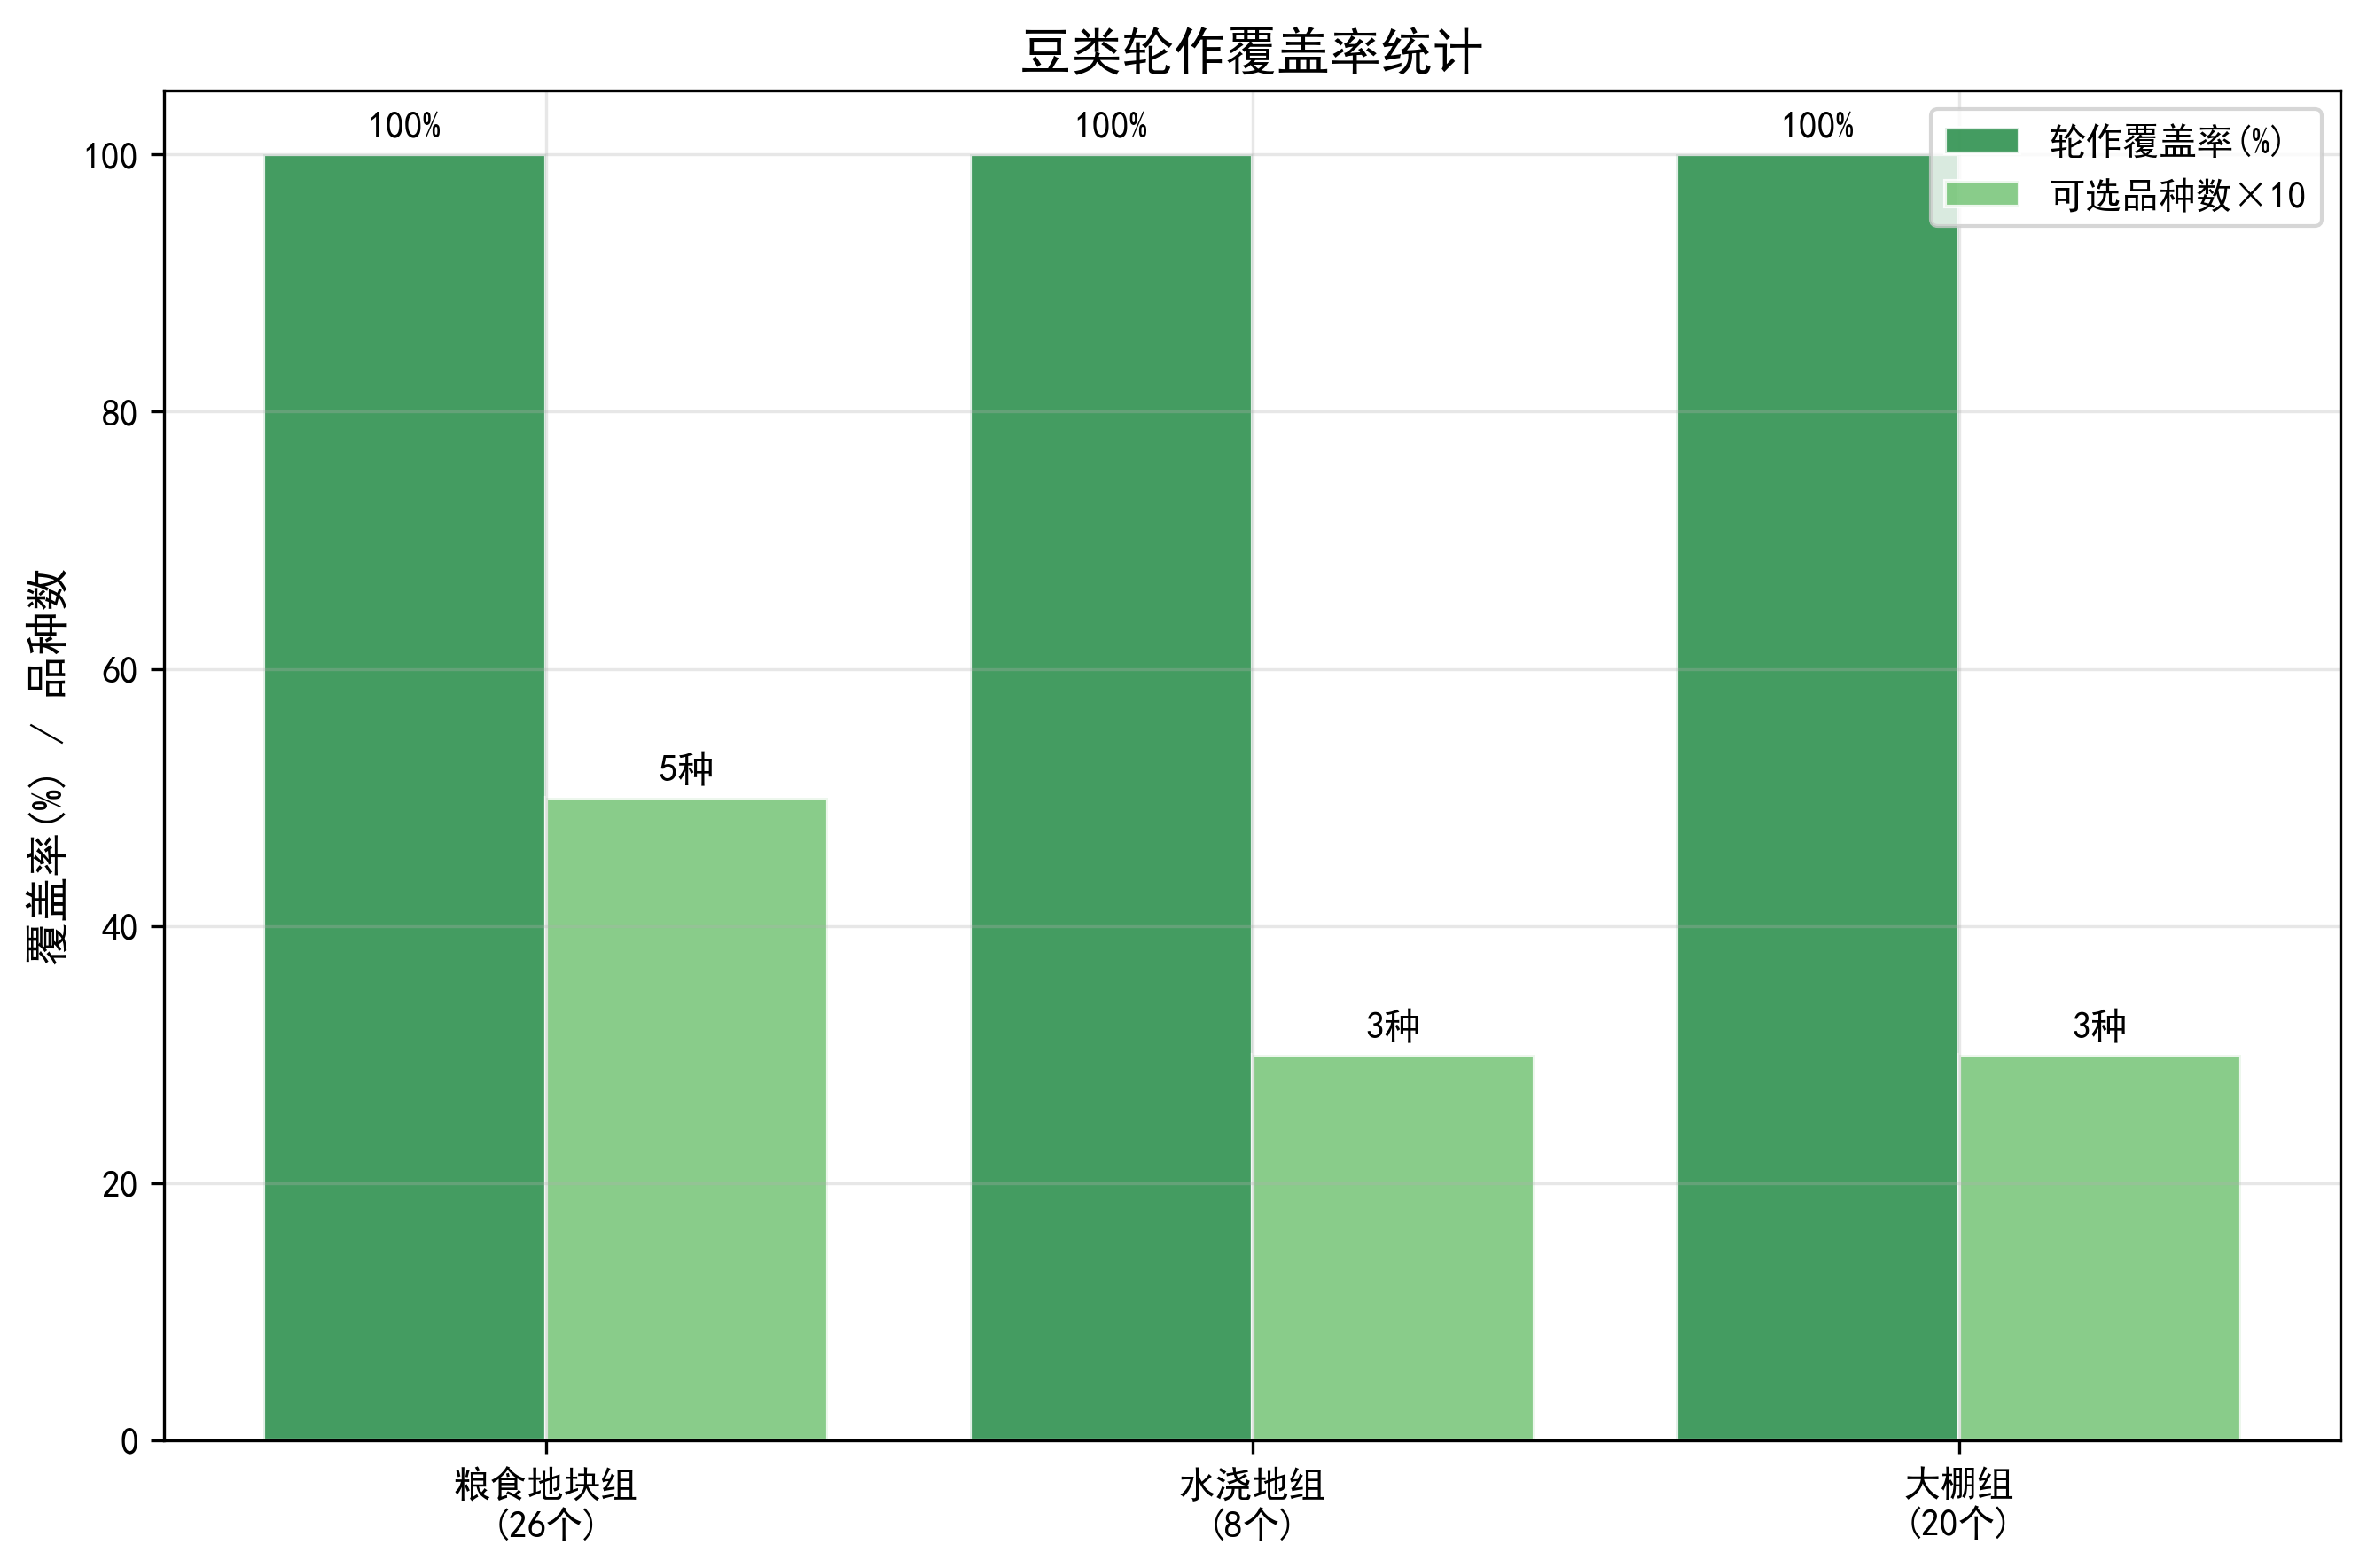 豆类轮作覆盖率统计
100%
100%
100%
轮作覆盖率(%)
可选品种数×10
100
80
60
40
20
0
覆盖率(%) / 品种数
5种
3种
3种
粮食地块组
(26个)
水浇地组
(8个)
大棚组
(20个)